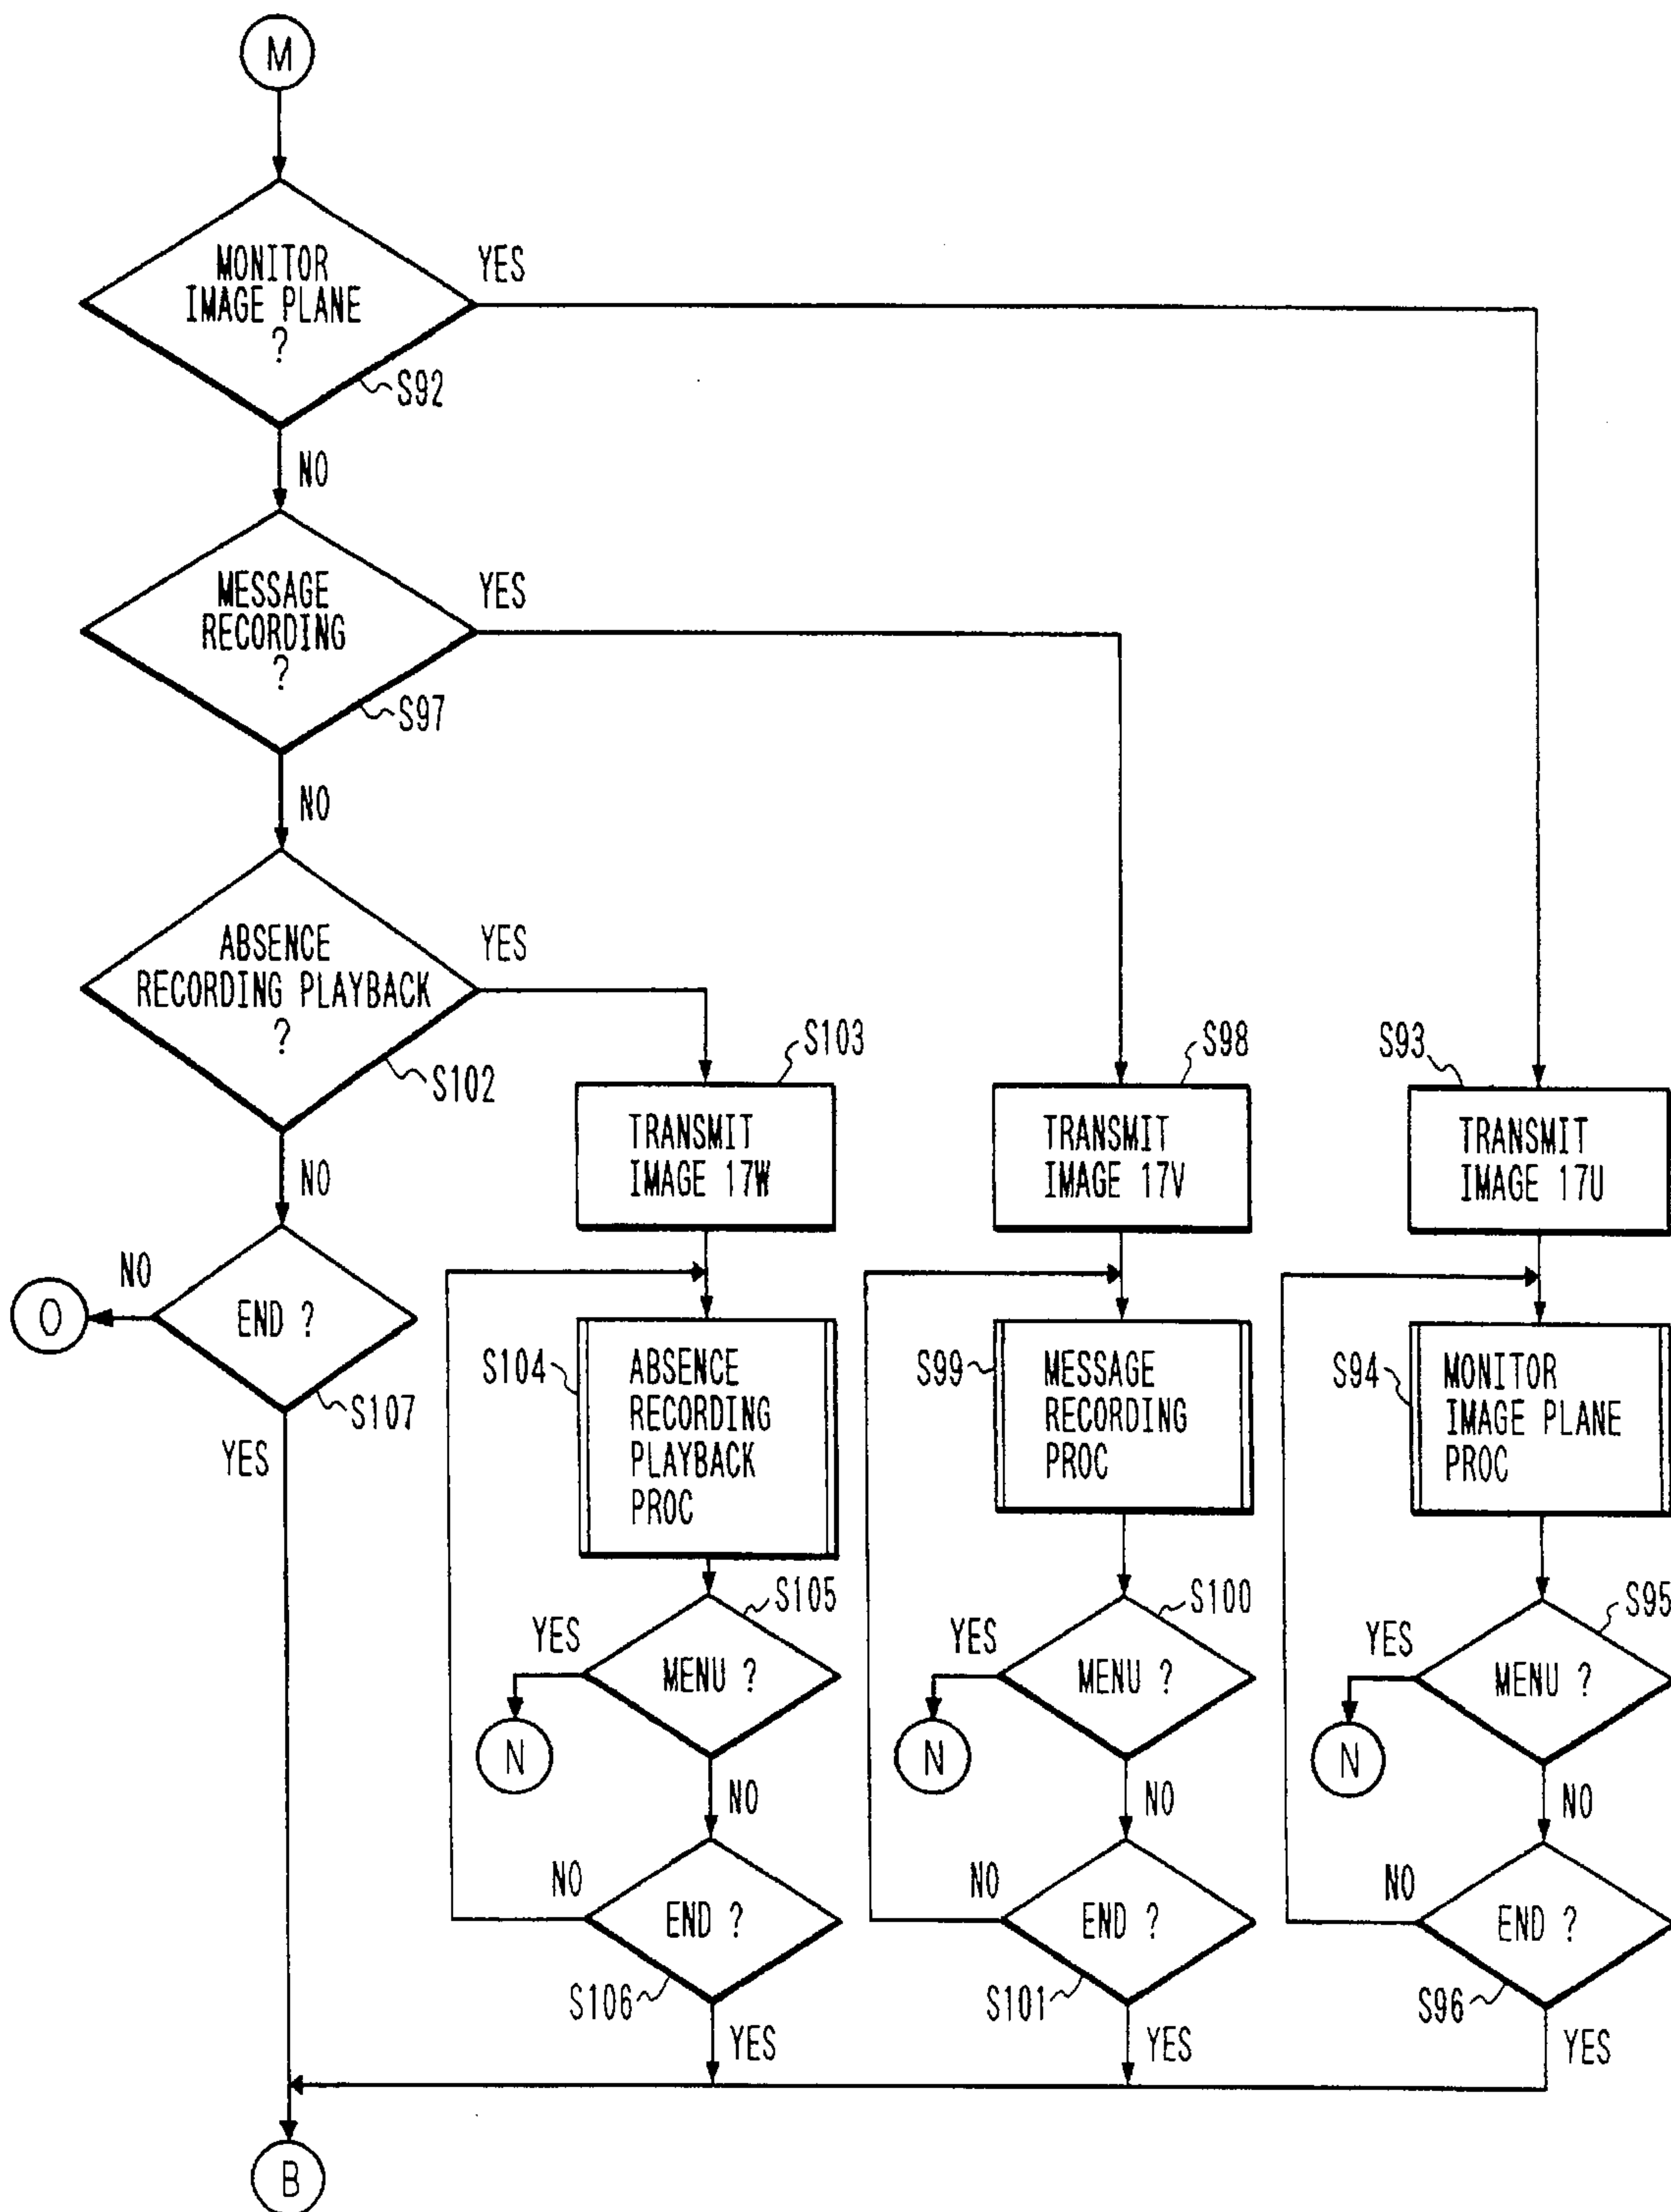 M
MONITOR
IMAGE PLANE
?
YES
S92
NO
MESSAGE
RECORDING
?
YES
S97
NO
ABSENCE
RECORDING PLAYBACK
?
YES
S102
NO
END ?
NO
O
S107
YES
S103
TRANSMIT
IMAGE 17W
S104
ABSENCE
RECORDING
PLAYBACK
PROC
S105
MENU ?
YES
N
NO
END ?
NO
S106
YES
S98
TRANSMIT
IMAGE 17V
S99
MESSAGE
RECORDING
PROC
S100
MENU ?
YES
N
NO
END ?
NO
S101
YES
S93
TRANSMIT
IMAGE 17U
S94
MONITOR
IMAGE PLANE
PROC
S95
MENU ?
YES
N
NO
END ?
NO
S96
YES
B